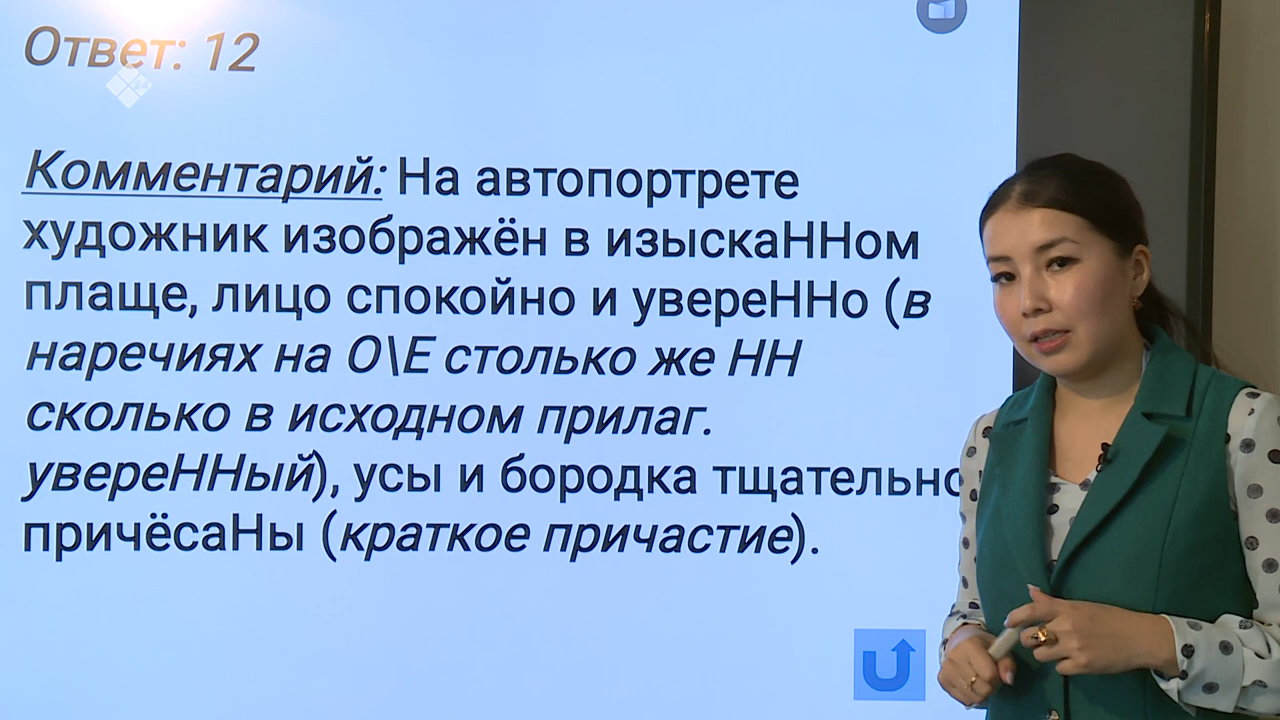 Ответ: 12
Комментарий: На автопортрете
художник изображён в изыскаННом
плаще, лицо спокойно и увереННо (в
наречиях на О\Е столько же НН
сколько в исходном прилаг.
увереННый), усы и бородка тщательно
причёсаНы (краткое причастие).